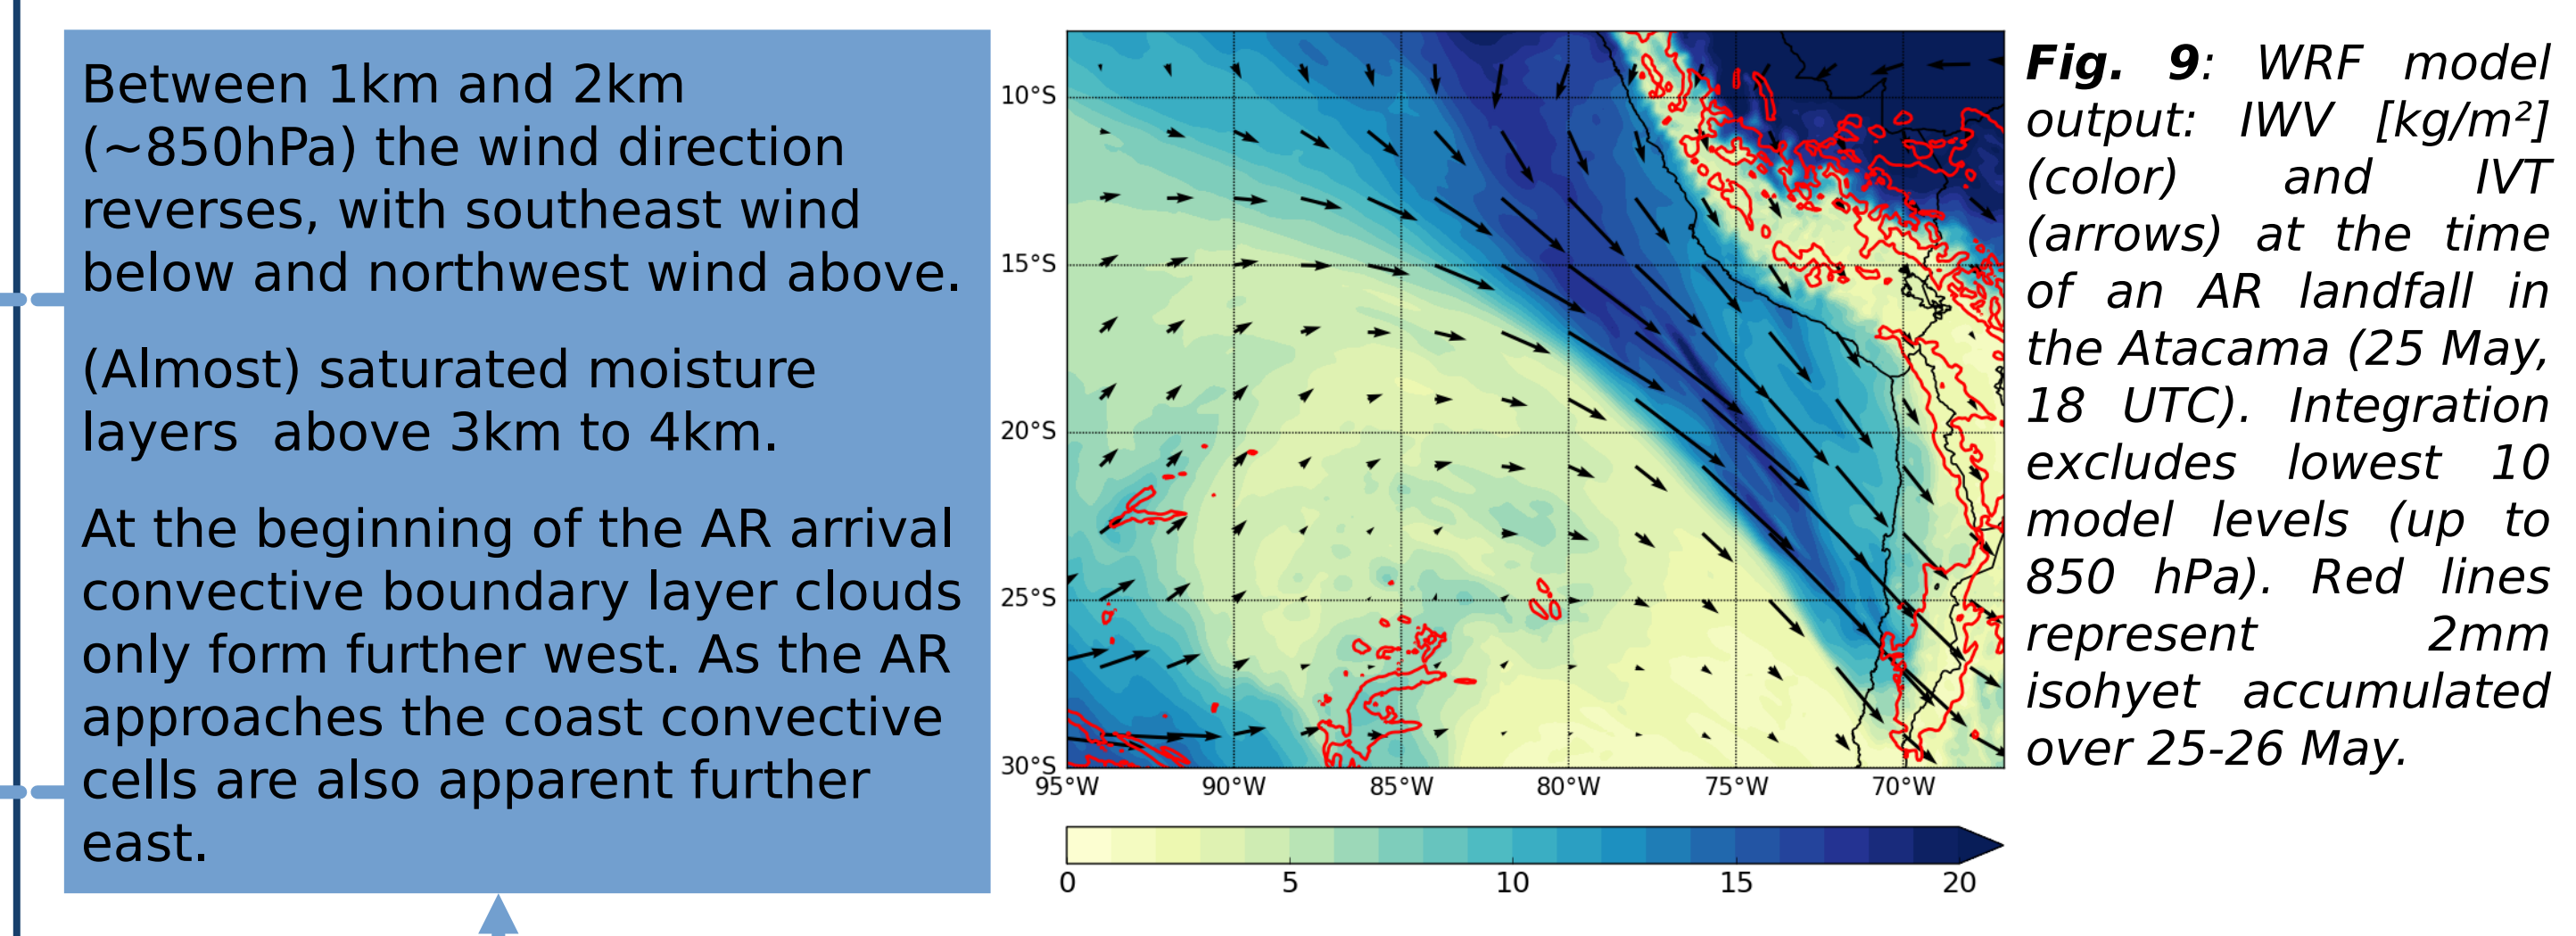 Between 1km and 2km
(~850hPa) the wind direction
reverses, with southeast wind
below and northwest wind above.
(Almost) saturated moisture
layers  above 3km to 4km.
At the beginning of the AR arrival
convective boundary layer clouds
only form further west. As the AR
approaches the coast convective
cells are also apparent further
east.
10°S
15°S
20°S
25°S
30°S
95°W 90°W 85°W 80°W 75°W 70°W
0 5 10 15 20
Fig. 9: WRF model
output: IWV [kg/m²]
(color) and IVT
(arrows) at the time
of an AR landfall in
the Atacama (25 May,
18 UTC). Integration
excludes lowest 10
model levels (up to
850 hPa). Red lines
represent 2mm
isohyet accumulated
over 25-26 May.